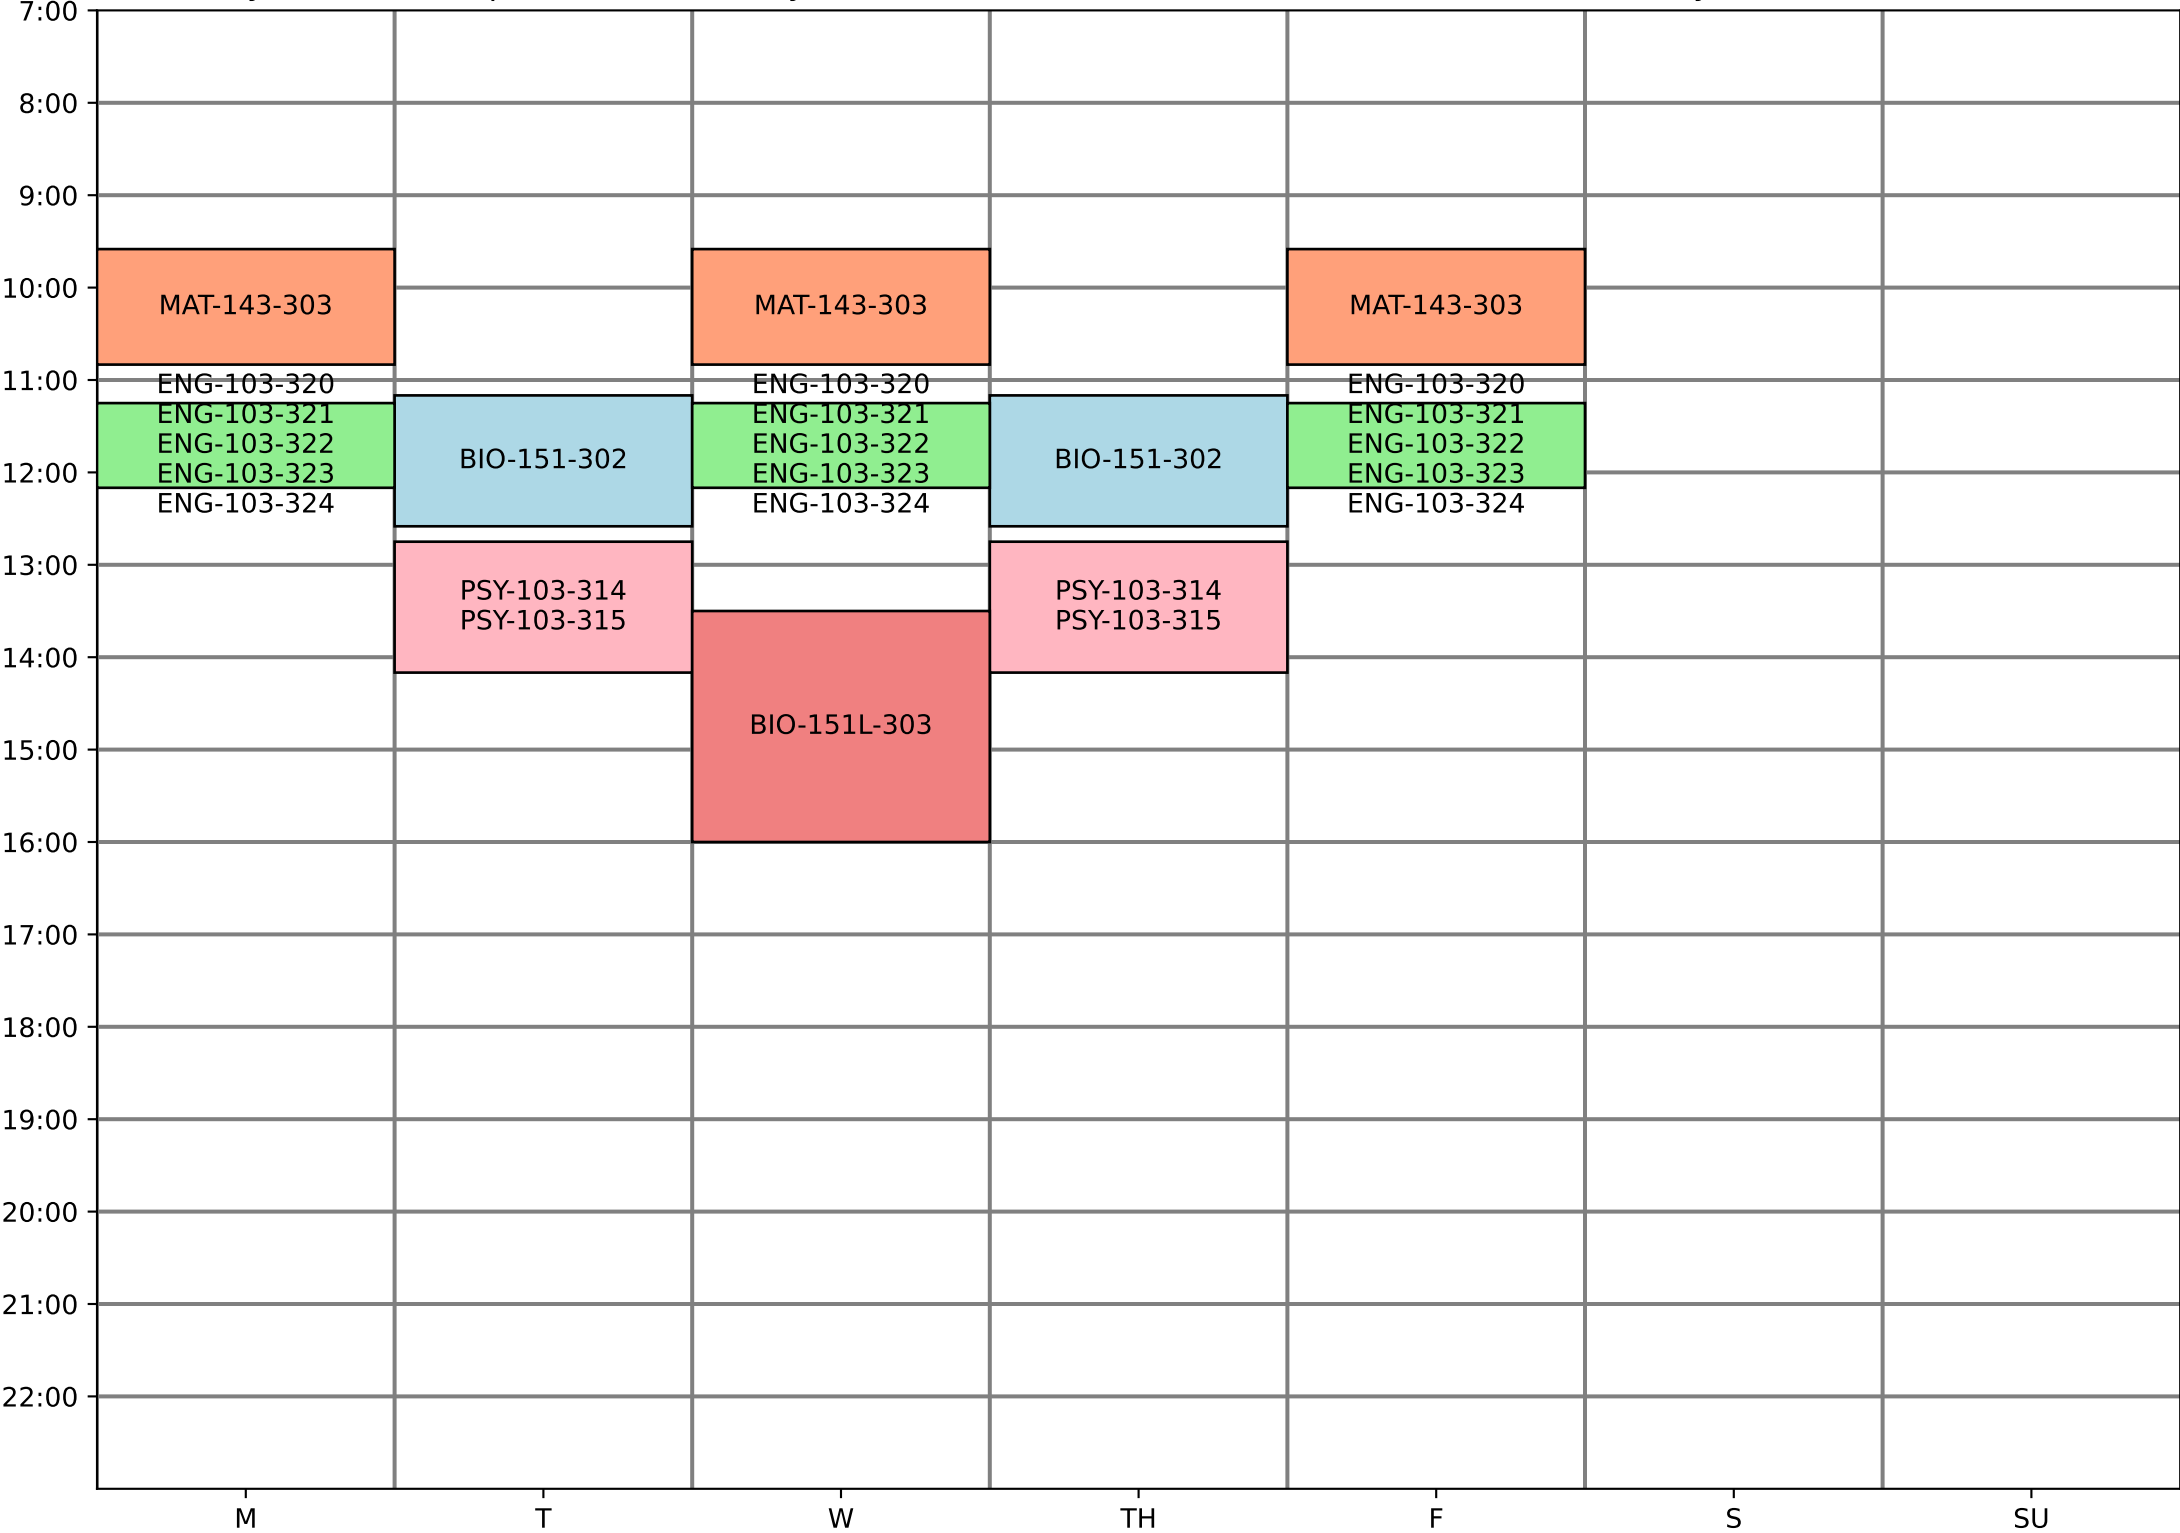 7:00
8:00
9:00
10:00
11:00
12:00
13:00
14:00
15:00
16:00
17:00
18:00
19:00
20:00
21:00
22:00
MAT-143-303
MAT-143-303
MAT-143-303
ENG-103-320
ENG-103-321
ENG-103-322
ENG-103-323
ENG-103-324
BIO-151-302
ENG-103-320
ENG-103-321
ENG-103-322
ENG-103-323
ENG-103-324
BIO-151-302
ENG-103-320
ENG-103-321
ENG-103-322
ENG-103-323
ENG-103-324
PSY-103-314
PSY-103-315
PSY-103-314
PSY-103-315
BIO-151L-303
M T W TH F S SU